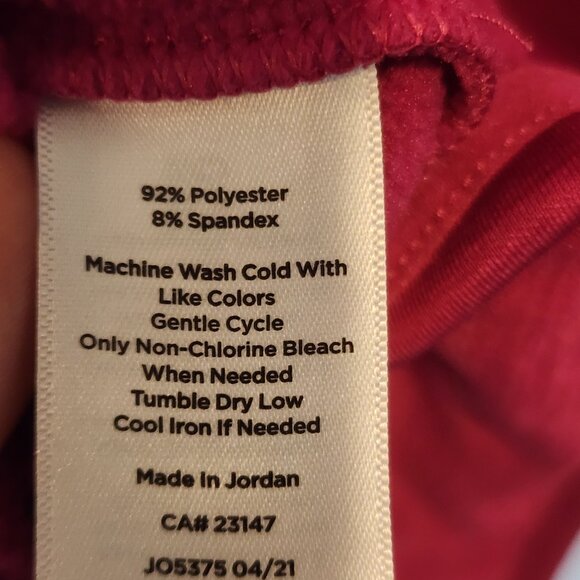 92% Polyester
8% Spandex
Machine Wash Cold With
Like Colors
Gentle Cycle
Only Non-Chlorine Bleach
When Needed
Tumble Dry Low
Cool Iron If Needed
Made In Jordan
CA# 23147
JO5375 04/21